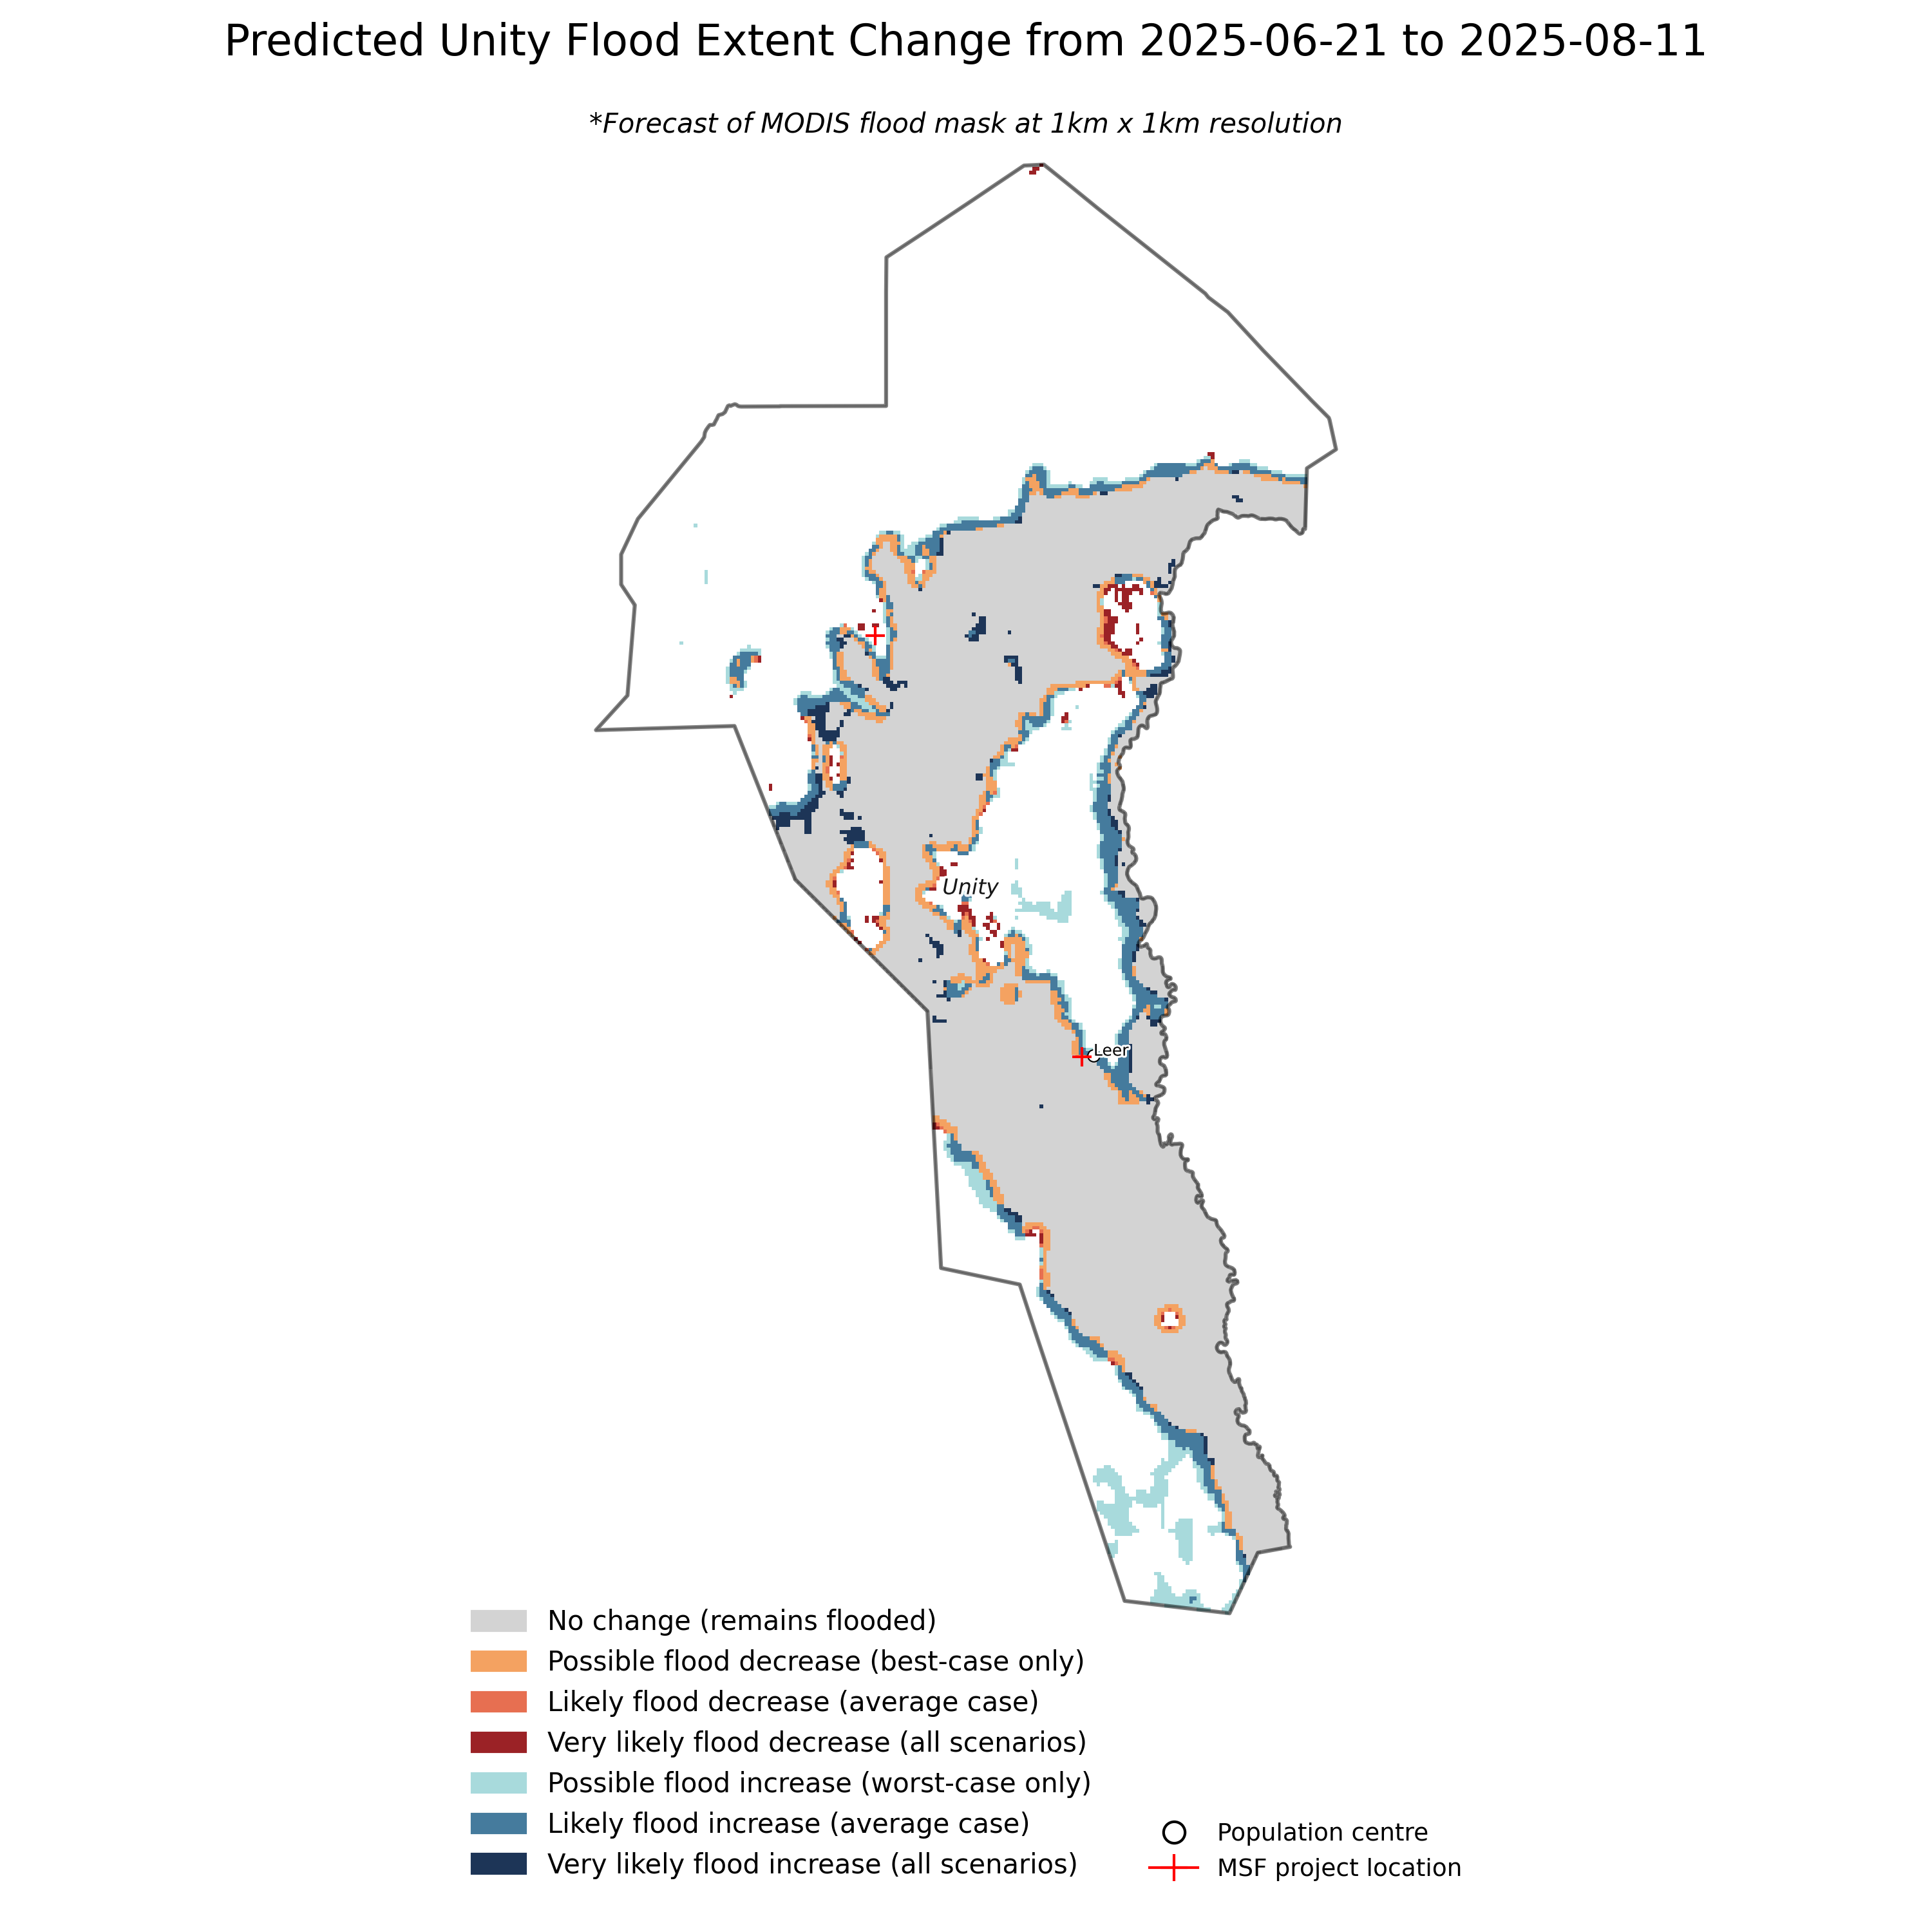 Predicted Unity Flood Extent Change from 2025-06-21 to 2025-08-11
*Forecast of MODIS flood mask at 1km x 1km resolution
Unity
Leer
No change (remains flooded)
Possible flood decrease (best-case only)
Likely flood decrease (average case)
Very likely flood decrease (all scenarios)
Possible flood increase (worst-case only)
Likely flood increase (average case)
Very likely flood increase (all scenarios)
Population centre
MSF project location